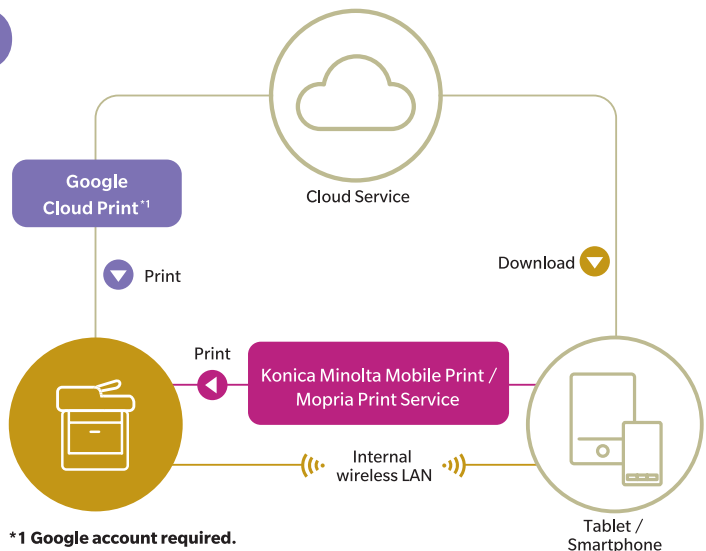 Cloud Service
Google
Cloud Print*1
Print
Download
Print
Konica Minolta Mobile Print /
Mopria Print Service
Internal
wireless LAN
Tablet /
Smartphone
*1 Google account required.